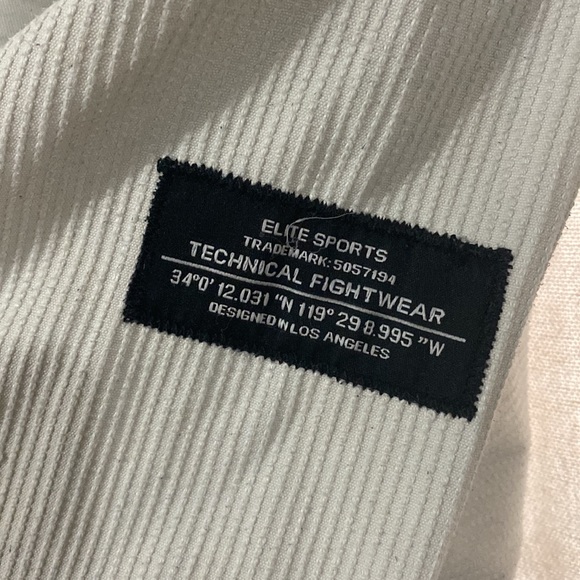 ELITE SPORTS
TRADEMARK: 5057194
TECHNICAL FIGHTWEAR
34°0' 12.031 "N 119° 29 8.995 "W
DESIGNED IN LOS ANGELES